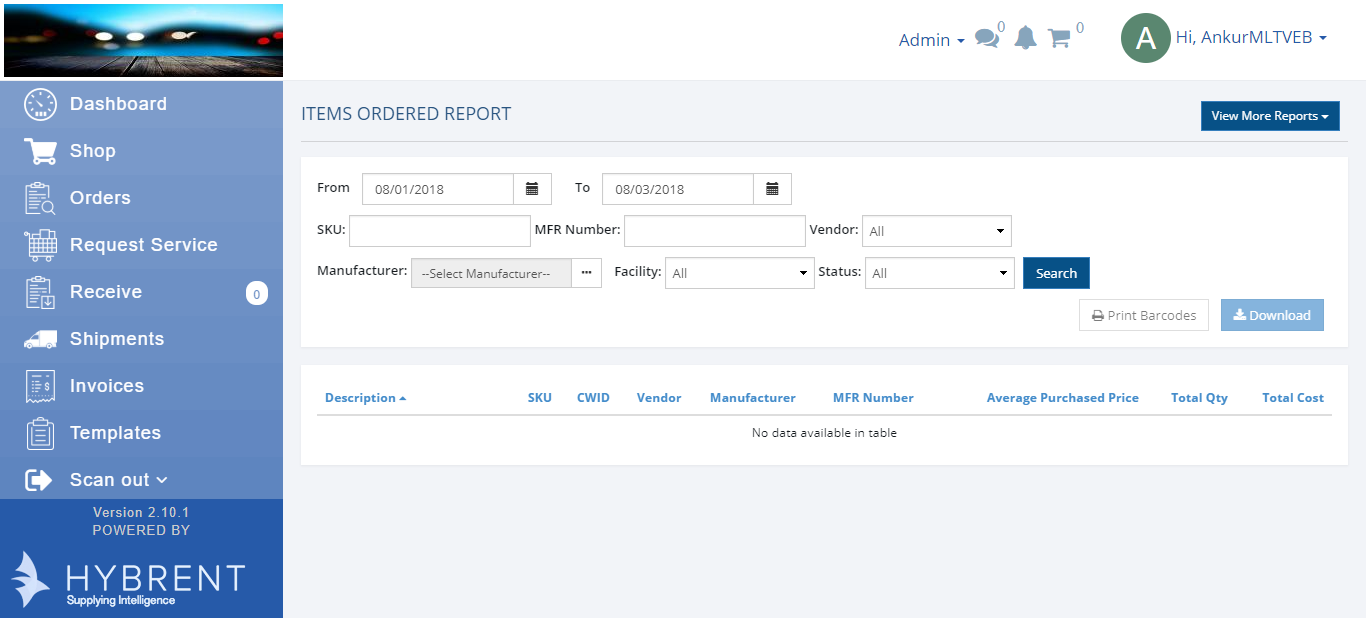 Admin 0 0 A Hi, AnkurMLTVEB
Dashboard
Shop
Orders
Request Service
Receive 0
Shipments
Invoices
Templates
Scan out
Version 2.10.1
POWERED BY
HYBRENT
Supplying Intelligence
ITEMS ORDERED REPORT View More Reports
From 08/01/2018 To 08/03/2018
SKU: MFR Number: Vendor: All
Manufacturer: --Select Manufacturer-- ... Facility: All Status: All Search
Print Barcodes Download
Description SKU CWID Vendor Manufacturer MFR Number Average Purchased Price Total Qty Total Cost
No data available in table